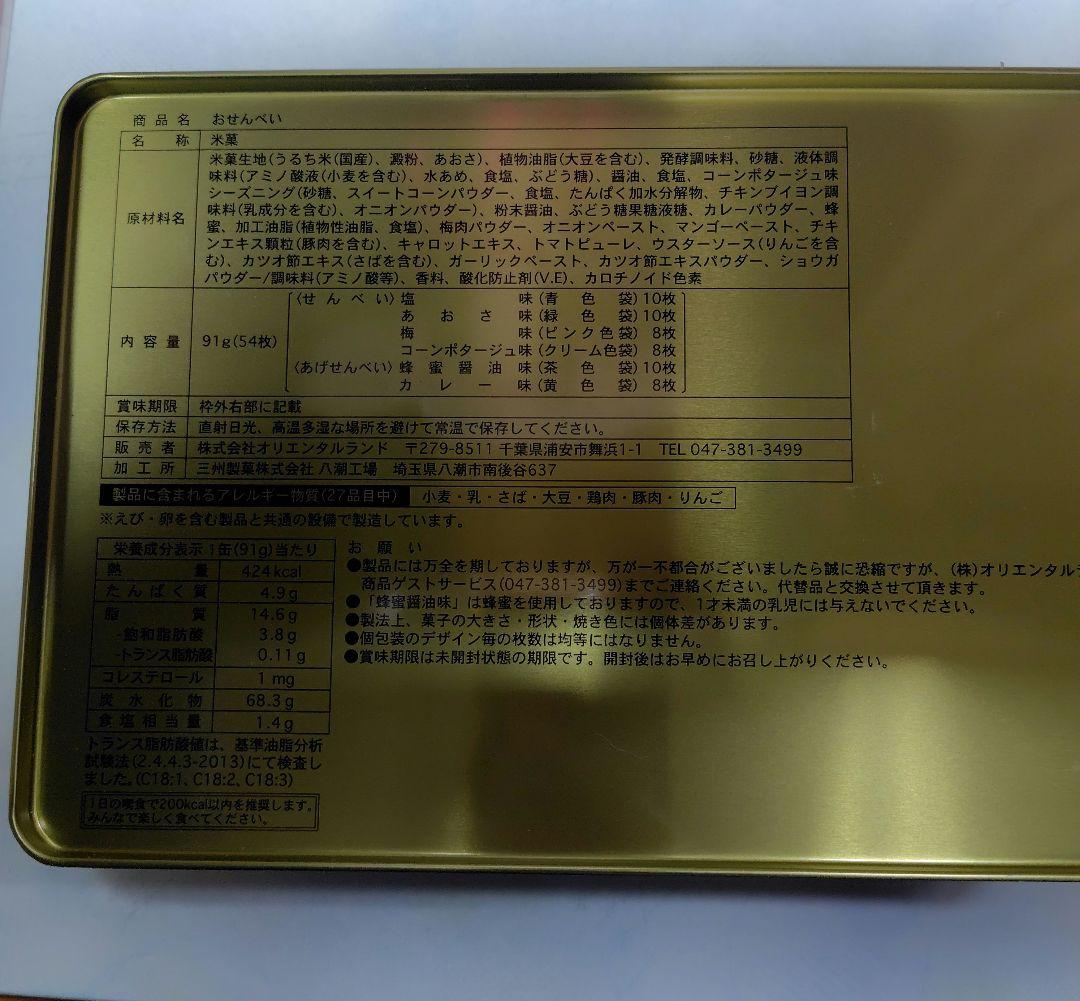 商品名 おせんべい
名称 米菓
原材料名 米菓生地(うるち米(国産)、澱粉、あおさ)、植物油脂(大豆を含む)、発酵調味料、砂糖、液体調
味料(アミノ酸液(小麦を含む)、水あめ、食塩、ぶどう糖)、醤油、食塩、コーンポタージュ味
シーズニング(砂糖、スイートコーンパウダー、食塩、たんぱく加水分解物、チキンブイヨン調
味料(乳成分を含む)、オニオンパウダー)、粉末醤油、ぶどう糖果糖液糖、カレーパウダー、蜂
蜜、加工油脂(植物性油脂、食塩)、梅肉パウダー、オニオンペースト、マンゴーペースト、チキ
ンエキス顆粒(豚肉を含む)、キャロットエキス、トマトピューレ、ウスターソース(りんごを含
む)、カツオ節エキス(さばを含む)、ガーリックペースト、カツオ節エキスパウダー、ショウガ
パウダー/調味料(アミノ酸等)、香料、酸化防止剤(V.E)、カロチノイド色素
内容量 91g(54枚)
〈せんべい〉塩味(青色袋)10枚
あおさ味(緑色袋)10枚
梅味(ピンク色袋)8枚
コーンポタージュ味(クリーム色袋)8枚
〈あげせんべい〉蜂蜜醤油味(茶色袋)10枚
カレー味(黄色袋)8枚
賞味期限 枠外右部に記載
保存方法 直射日光、高温多湿な場所を避けて常温で保存してください。
販売者 株式会社オリエンタルランド 〒279-8511 千葉県浦安市舞浜1-1 TEL 047-381-3499
加工所 三州製菓株式会社 八潮工場 埼玉県八潮市南後谷637
製品に含まれるアレルギー物質(27品目中) 小麦・乳・さば・大豆・鶏肉・豚肉・りんご
※えび・卵を含む製品と共通の設備で製造しています。
栄養成分表示 1缶(91g)当たり
熱量 424kcal
たんぱく質 4.9g
脂質 14.6g
-飽和脂肪酸 3.8g
-トランス脂肪酸 0.11g
コレステロール 1mg
炭水化物 68.3g
食塩相当量 1.4g
トランス脂肪酸値は、基準油脂分析
試験法(2.4.4.3-2013)にて検査し
ました。(C18:1、C18:2、C18:3)
1日の喫食で200kcal以内を推奨します。
みんなで楽しく食べてください。
お願い
●製品には万全を期しておりますが、万が一不都合がございましたら誠に恐縮ですが、(株)オリエンタル
商品ゲストサービス(047-381-3499)までご連絡ください。代替品と交換させて頂きます。
●「蜂蜜醤油味」は蜂蜜を使用しておりますので、1才未満の乳児には与えないでください。
●製法上、菓子の大きさ・形状・焼き色には個体差があります。
●個包装のデザイン毎の枚数は均等にはなりません。
●賞味期限は未開封状態の期限です。開封後はお早めにお召し上がりください。